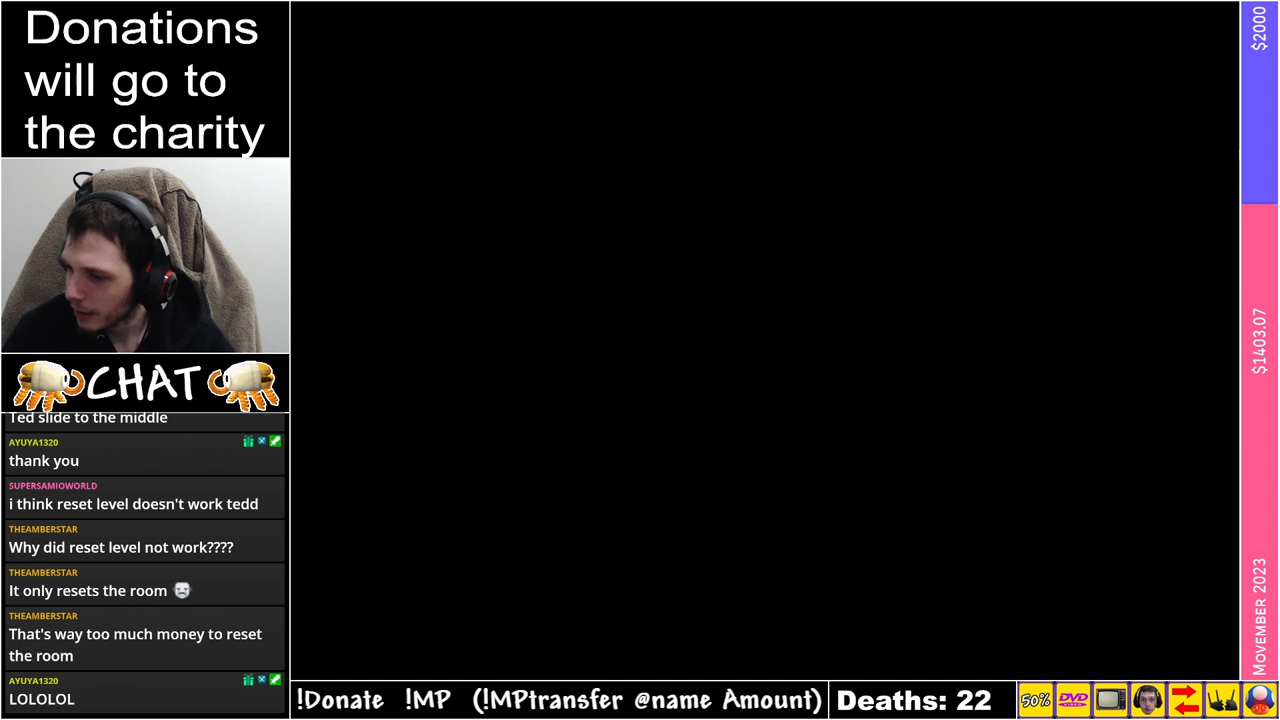 Donations
will go to
the charity
CHAT
Ted slide to the middle
AYUYA1320
thank you
SUPERSAMIOWORLD
i think reset level doesn't work tedd
THEAMBERSTAR
Why did reset level not work????
THEAMBERSTAR
It only resets the room
THEAMBERSTAR
That's way too much money to reset
the room
AYUYA1320
LOLOLOL
!Donate !MP (!MPtransfer @name Amount)
Deaths: 22
50%
DVD
VIDEO
$2000
$1403.07
MOVEMBER 2023